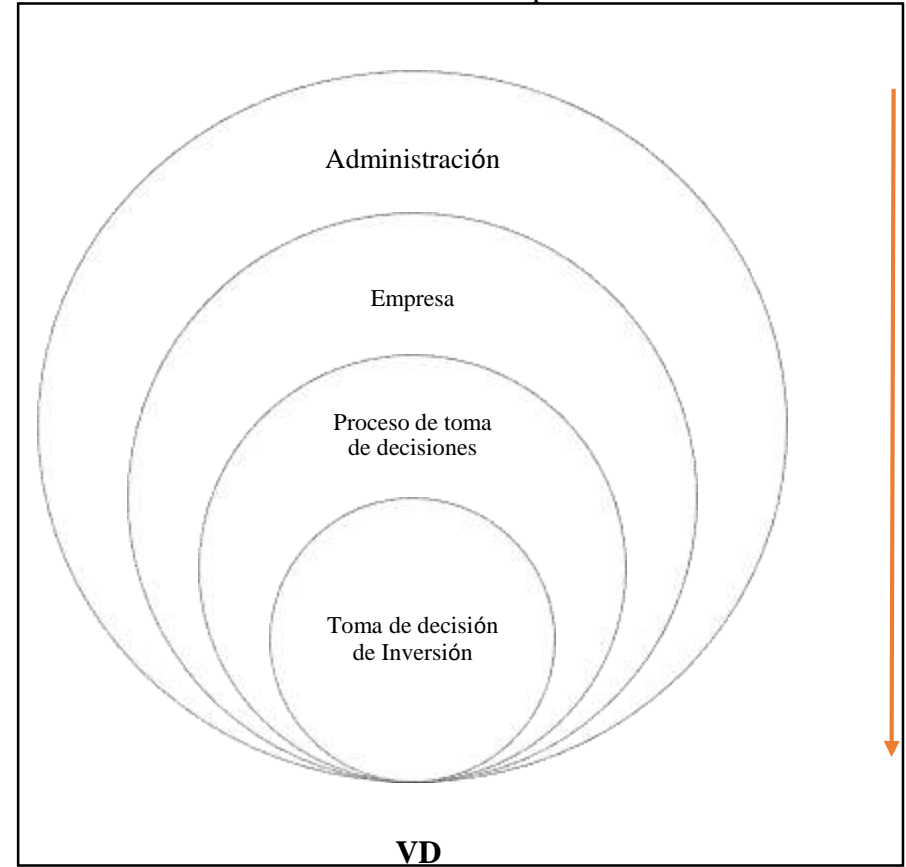 Administración
Empresa
Proceso de toma
de decisiones
Toma de decisión
de Inversión
VD